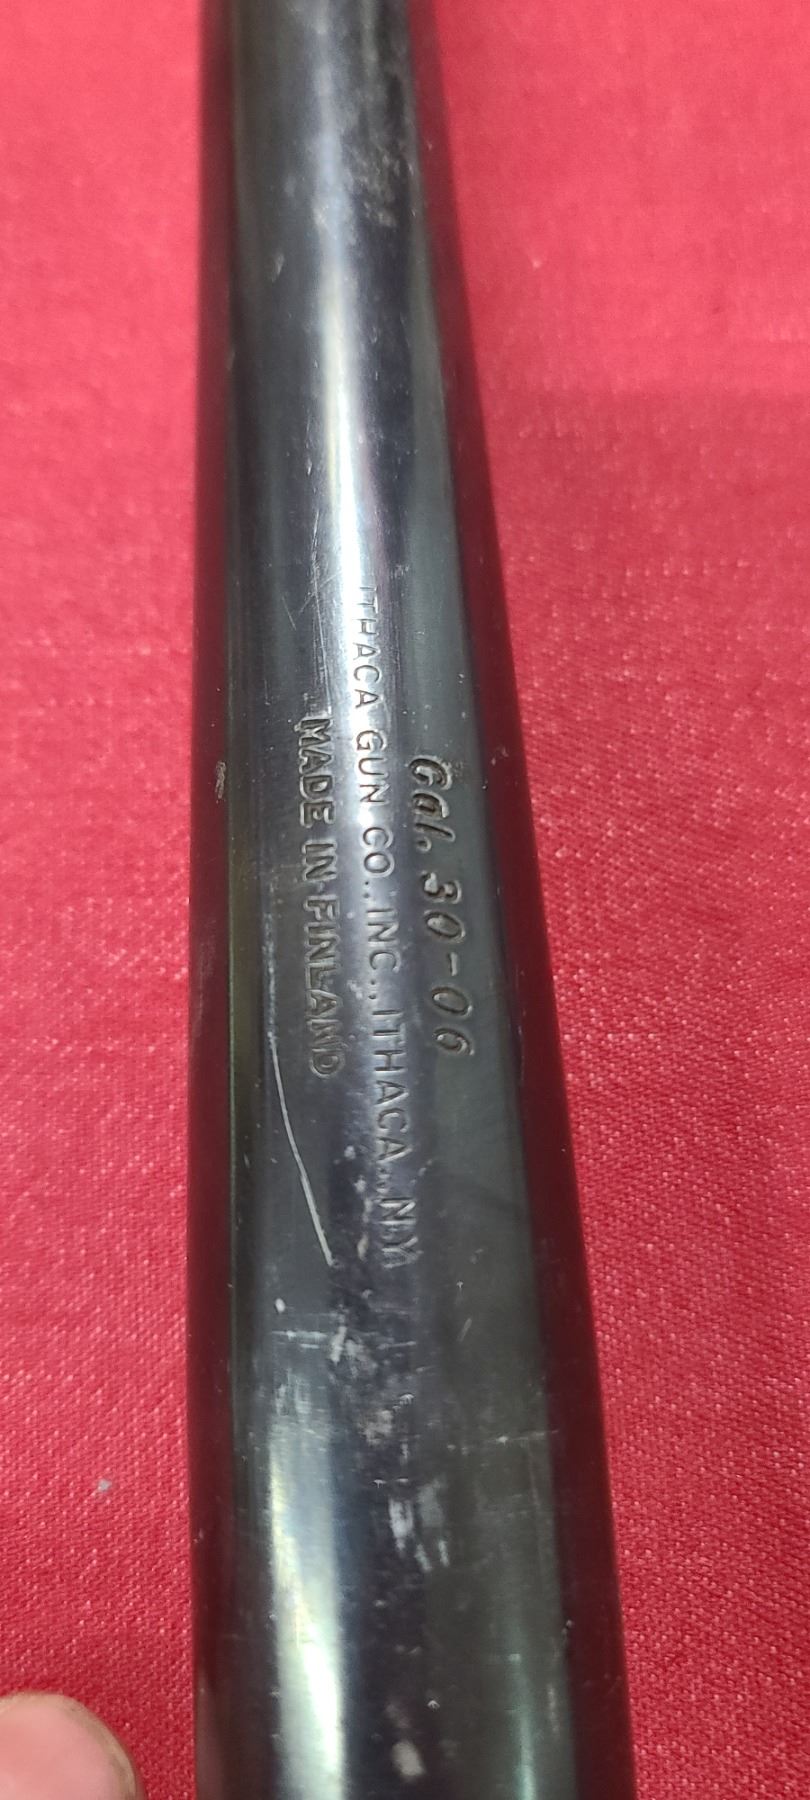 Cal. 30-06
ITHACA GUN CO., INC., ITHACA, N.Y.
MADE IN FINLAND